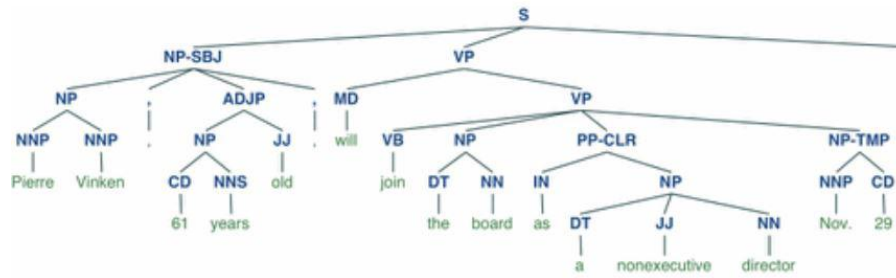 S
NP-SBJ VP
NP , ADJP , MD VP
NNP NNP , NP JJ , will VB NP PP-CLR NP-TMP
Pierre Vinken CD NNS old join DT NN IN NP NNP CD
61 years the board as DT JJ NN Nov. 29
a nonexecutive director